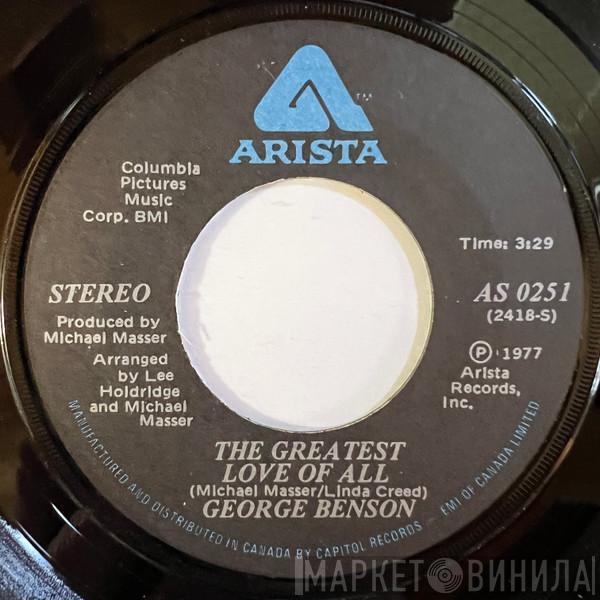 ARISTA
TM
Columbia
Pictures
Music
Corp. BMI
Time: 3:29
STEREO
AS 0251
(2418-S)
Produced by
Michael Masser
Arranged
by Lee
Holdridge
and Michael
Masser
Ⓟ 1977
Arista
Records,
Inc.
THE GREATEST
LOVE OF ALL
(Michael Masser/Linda Creed)
GEORGE BENSON
MANUFACTURED AND DISTRIBUTED IN CANADA BY CAPITOL RECORDS - EMI OF CANADA LIMITED
МАРКЕТ ВИНИЛА